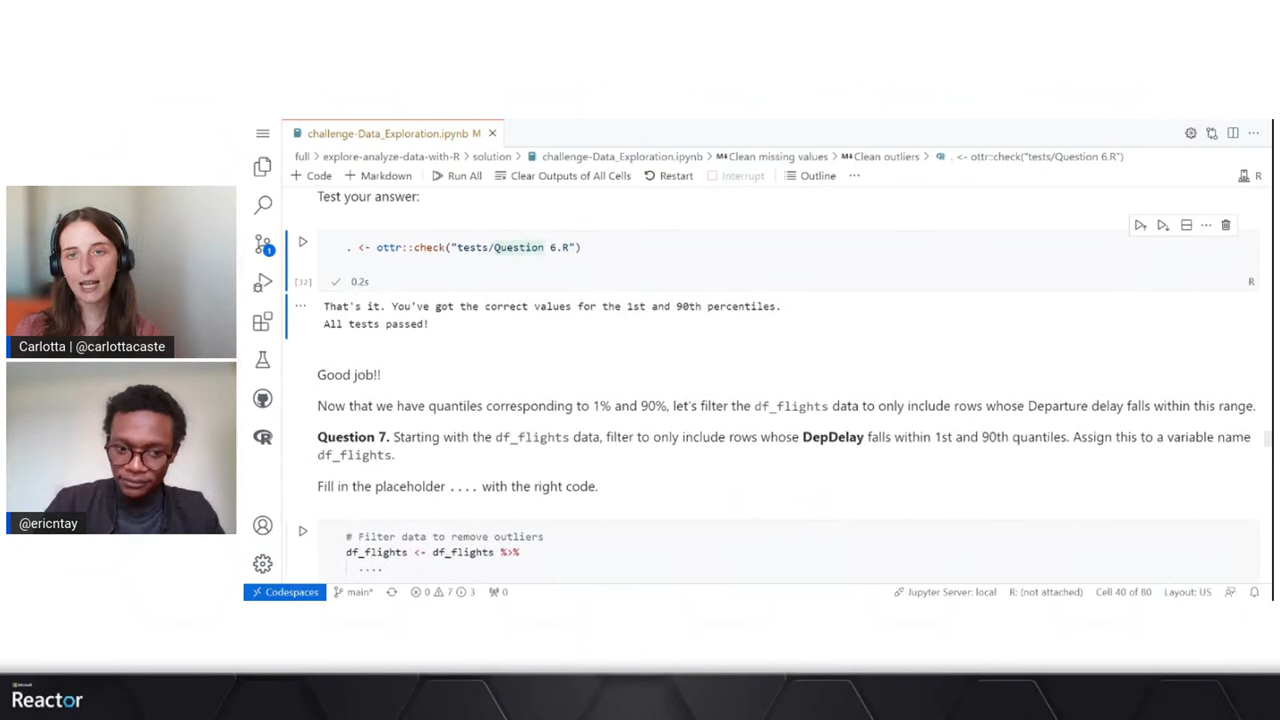 challenge-Data_Exploration.ipynb M
full > explore-analyze-data-with-R > solution > challenge-Data_Exploration.ipynb > M↓Clean missing values > M↓Clean outliers > . <- ottr::check("tests/Question 6.R")
+ Code + Markdown Run All Clear Outputs of All Cells Restart Interrupt Outline ... R
Test your answer:
. <- ottr::check("tests/Question 6.R")
[32] 0.2s R
That's it. You've got the correct values for the 1st and 90th percentiles.
All tests passed!
Good job!!
Now that we have quantiles corresponding to 1% and 90%, let's filter the df_flights data to only include rows whose Departure delay falls within this range.
Question 7. Starting with the df_flights data, filter to only include rows whose DepDelay falls within 1st and 90th quantiles. Assign this to a variable name
df_flights.
Fill in the placeholder .... with the right code.
# Filter data to remove outliers
df_flights <- df_flights %>%
....
1
Codespaces main* 0 7 3 0 Jupyter Server: local R: (not attached) Cell 40 of 80 Layout: US
Carlotta | @carlottacaste
@ericntay
Microsoft
Reactor